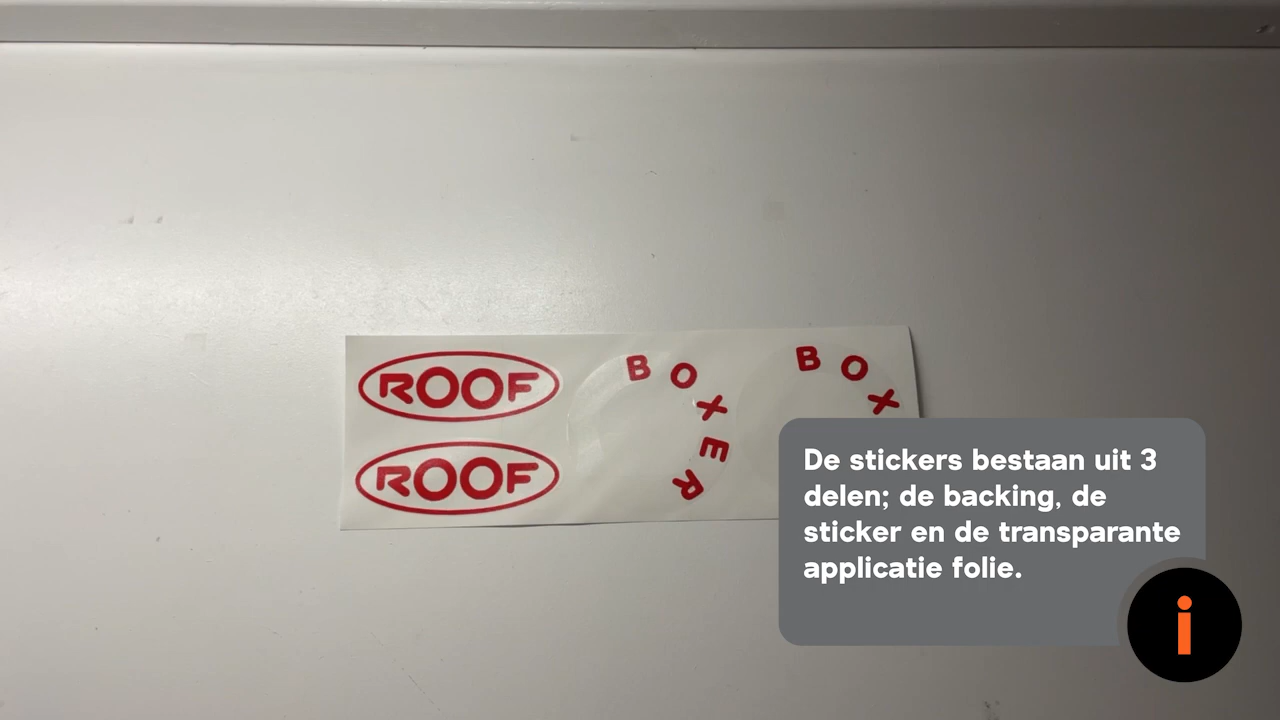 ROOF
ROOF
BOXER
BOX
De stickers bestaan uit 3
delen; de backing, de
sticker en de transparante
applicatie folie.
i